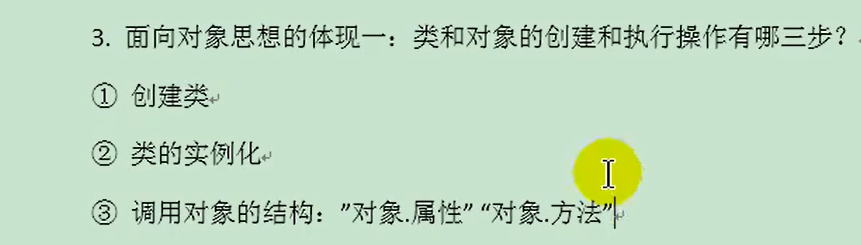 3. 面向对象思想的体现一：类和对象的创建和执行操作有哪三步？
① 创建类
② 类的实例化
③ 调用对象的结构：”对象.属性” “对象.方法”